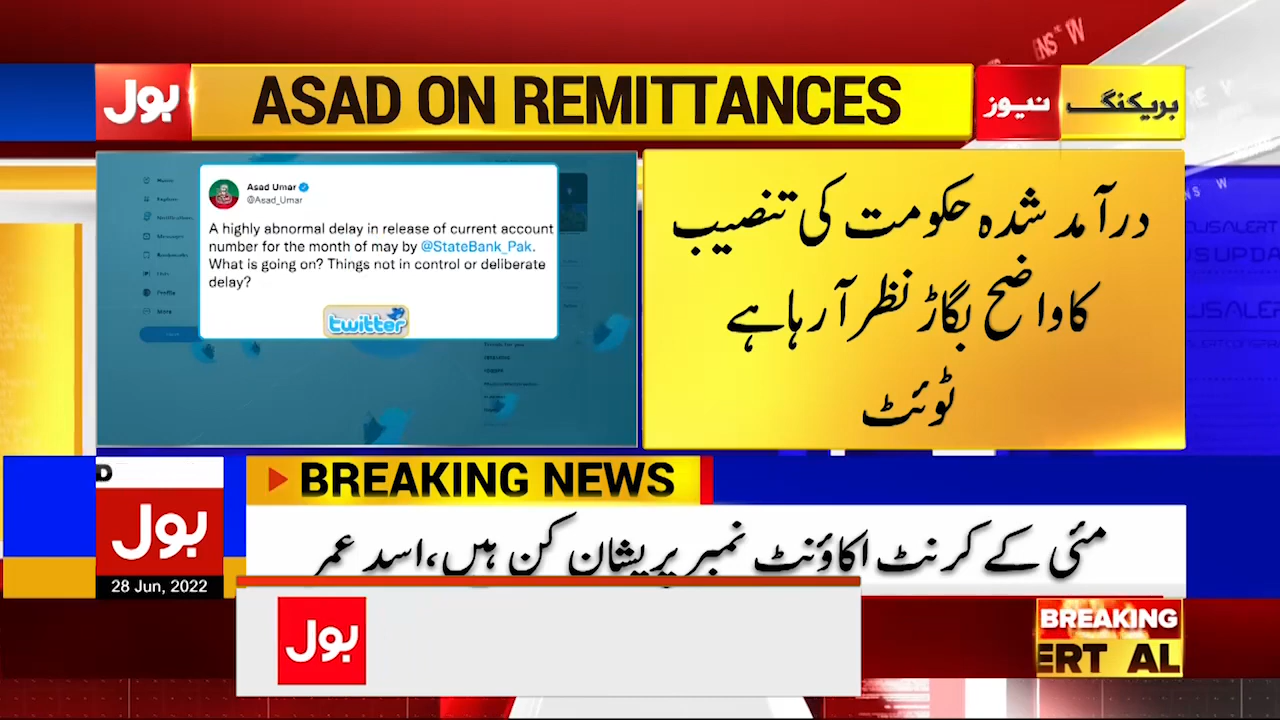 بول
ASAD ON REMITTANCES
نیوز
بریکنگ
Asad Umar
@Asad_Umar
A highly abnormal delay in release of current account
number for the month of may by @StateBank_Pak.
What is going on? Things not in control or deliberate
delay?
twitter
درآمد شدہ حکومت کی تنصیب
کا واضح بگاڑ نظر آ رہا ہے
ٹوئٹ
BREAKING NEWS
بول
مئی کے کرنٹ اکاؤنٹ نمبر پریشان کن ہیں، اسد عمر
28 Jun, 2022
بول
BREAKING
ERT AL